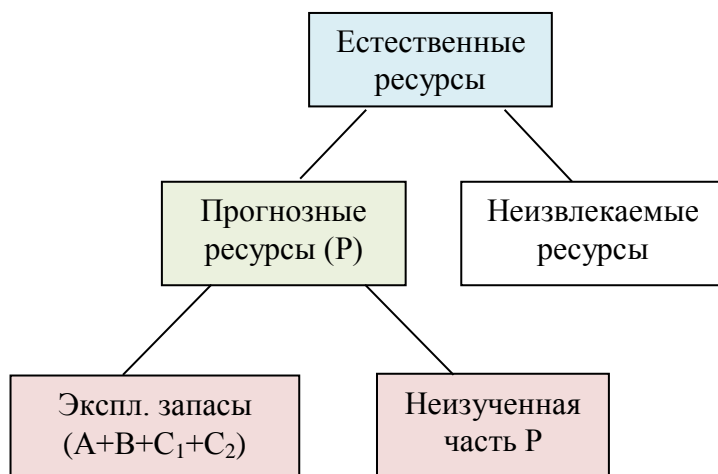 Естественные
ресурсы
Прогнозные
ресурсы (Р)
Неизвлекаемые
ресурсы
Экспл. запасы
(А+В+С₁+С₂)
Неизученная
часть Р